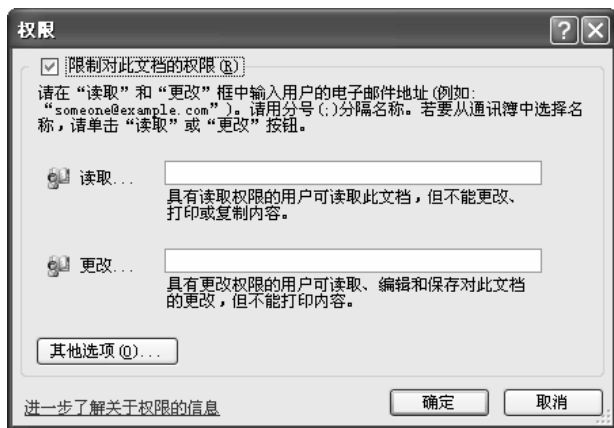 权限
限制对此文档的权限(R)
请在“读取”和“更改”框中输入用户的电子邮件地址(例如:
“someone@example.com”)。请用分号(;)分隔名称。若要从通讯簿中选择名
称，请单击“读取”或“更改”按钮。
读取...
具有读取权限的用户可读取此文档，但不能更改、
打印或复制内容。
更改...
具有更改权限的用户可读取、编辑和保存对此文档
的更改，但不能打印内容。
其他选项(O)...
进一步了解关于权限的信息
确定
取消